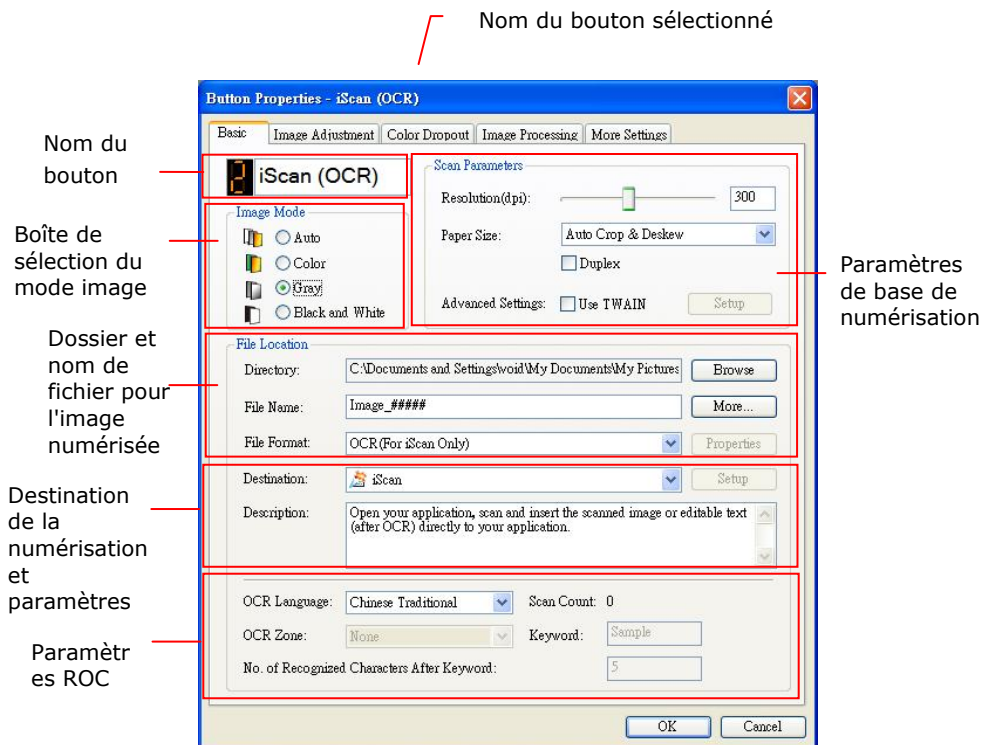 Nom du bouton sélectionné
Button Properties - iScan (OCR)
Basic Image Adjustment Color Dropout Image Processing More Settings
Nom du
bouton
2 iScan (OCR)
Scan Parameters
Resolution(dpi): 300
Paper Size: Auto Crop & Deskew
Duplex
Advanced Settings: Use TWAIN Setup
Paramètres
de base de
numérisation
Boîte de
sélection du
mode image
Image Mode
Auto
Color
Gray
Black and White
Dossier et
nom de
fichier pour
l'image
numérisée
File Location
Directory: C:\Documents and Settings\void\My Documents\My Pictures Browse
File Name: Image_##### More...
File Format: OCR(For iScan Only) Properties
Destination
de la
numérisation
et
paramètres
Destination: iScan Setup
Description: Open your application, scan and insert the scanned image or editable text
(after OCR) directly to your application.
Paramètr
es ROC
OCR Language: Chinese Traditional Scan Count: 0
OCR Zone: None Keyword: Sample
No. of Recognized Characters After Keyword: 5
OK Cancel